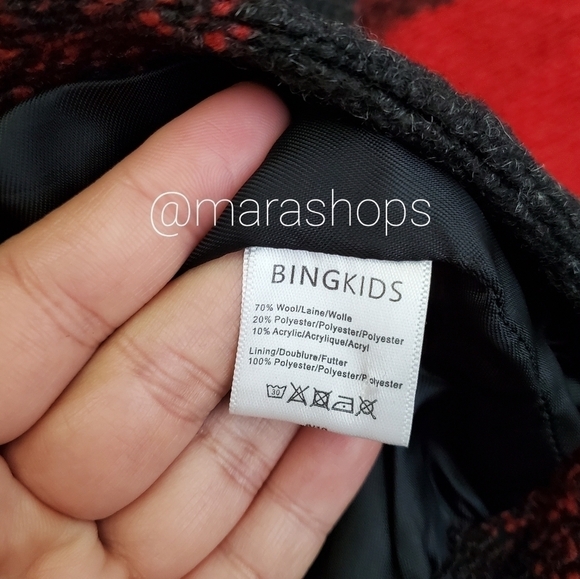 @marashops
BINGKIDS
70% Wool/Laine/Wolle
20% Polyester/Polyester/Polyester
10% Acrylic/Acrylique/Acryl
Lining/Doublure/Futter
100% Polyester/Polyester/Polyester
30